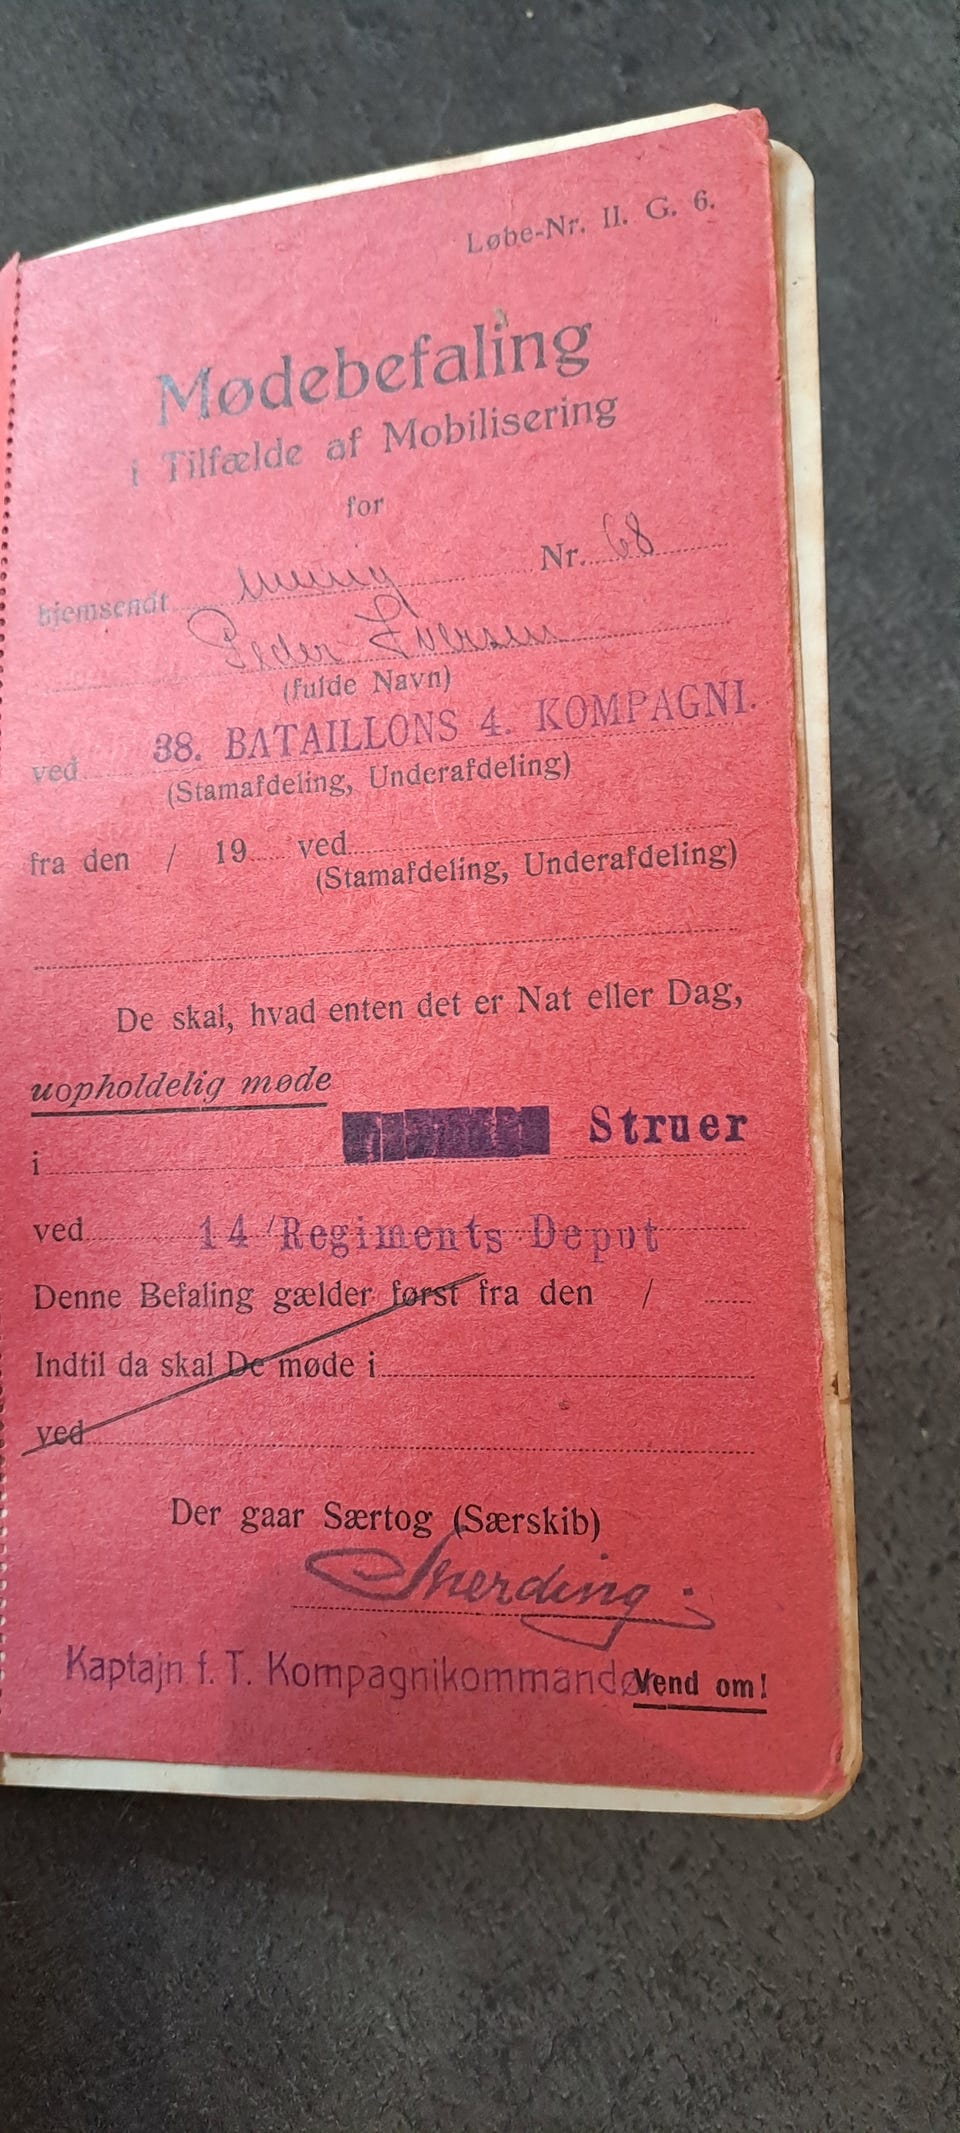 Løbe-Nr. II. G. 6.
Mødebefaling
i Tilfælde af Mobilisering
for
hjemsendt menig Nr. 68
Peder Iversen
(fulde Navn)
ved 38. BATAILLONS 4. KOMPAGNI.
(Stamafdeling, Underafdeling)
fra den / 19 ved
(Stamafdeling, Underafdeling)
De skal, hvad enten det er Nat eller Dag,
uopholdelig møde
i Struer
ved 14 Regiments Depot
Denne Befaling gælder først fra den /
Indtil da skal De møde i
ved
Der gaar Særtog (Særskib)
Kaptajn f. T. Kompagnikommandør
Vend om!